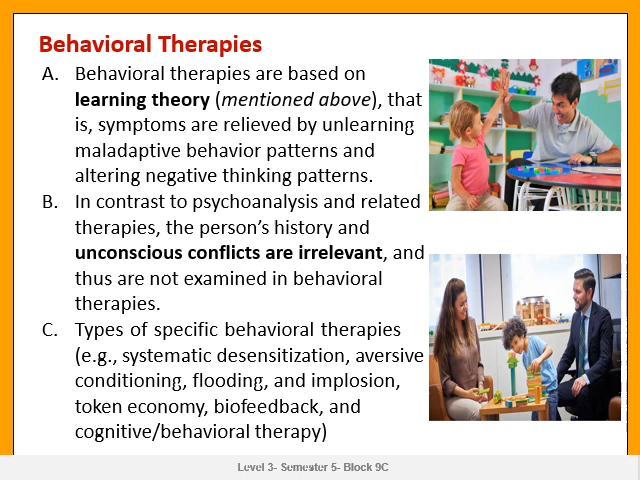 Behavioral Therapies
A. Behavioral therapies are based on
learning theory (mentioned above), that
is, symptoms are relieved by unlearning
maladaptive behavior patterns and
altering negative thinking patterns.
B. In contrast to psychoanalysis and related
therapies, the person’s history and
unconscious conflicts are irrelevant, and
thus are not examined in behavioral
therapies.
C. Types of specific behavioral therapies
(e.g., systematic desensitization, aversive
conditioning, flooding, and implosion,
token economy, biofeedback, and
cognitive/behavioral therapy)
Level 3- Semester 5- Block 9C